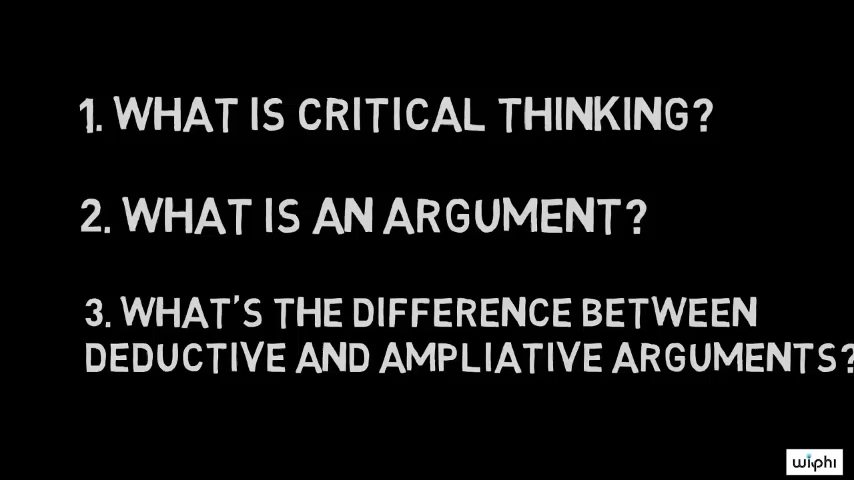 1. WHAT IS CRITICAL THINKING?
2. WHAT IS AN ARGUMENT?
3. WHAT'S THE DIFFERENCE BETWEEN
DEDUCTIVE AND AMPLIATIVE ARGUMENTS?
wiphi